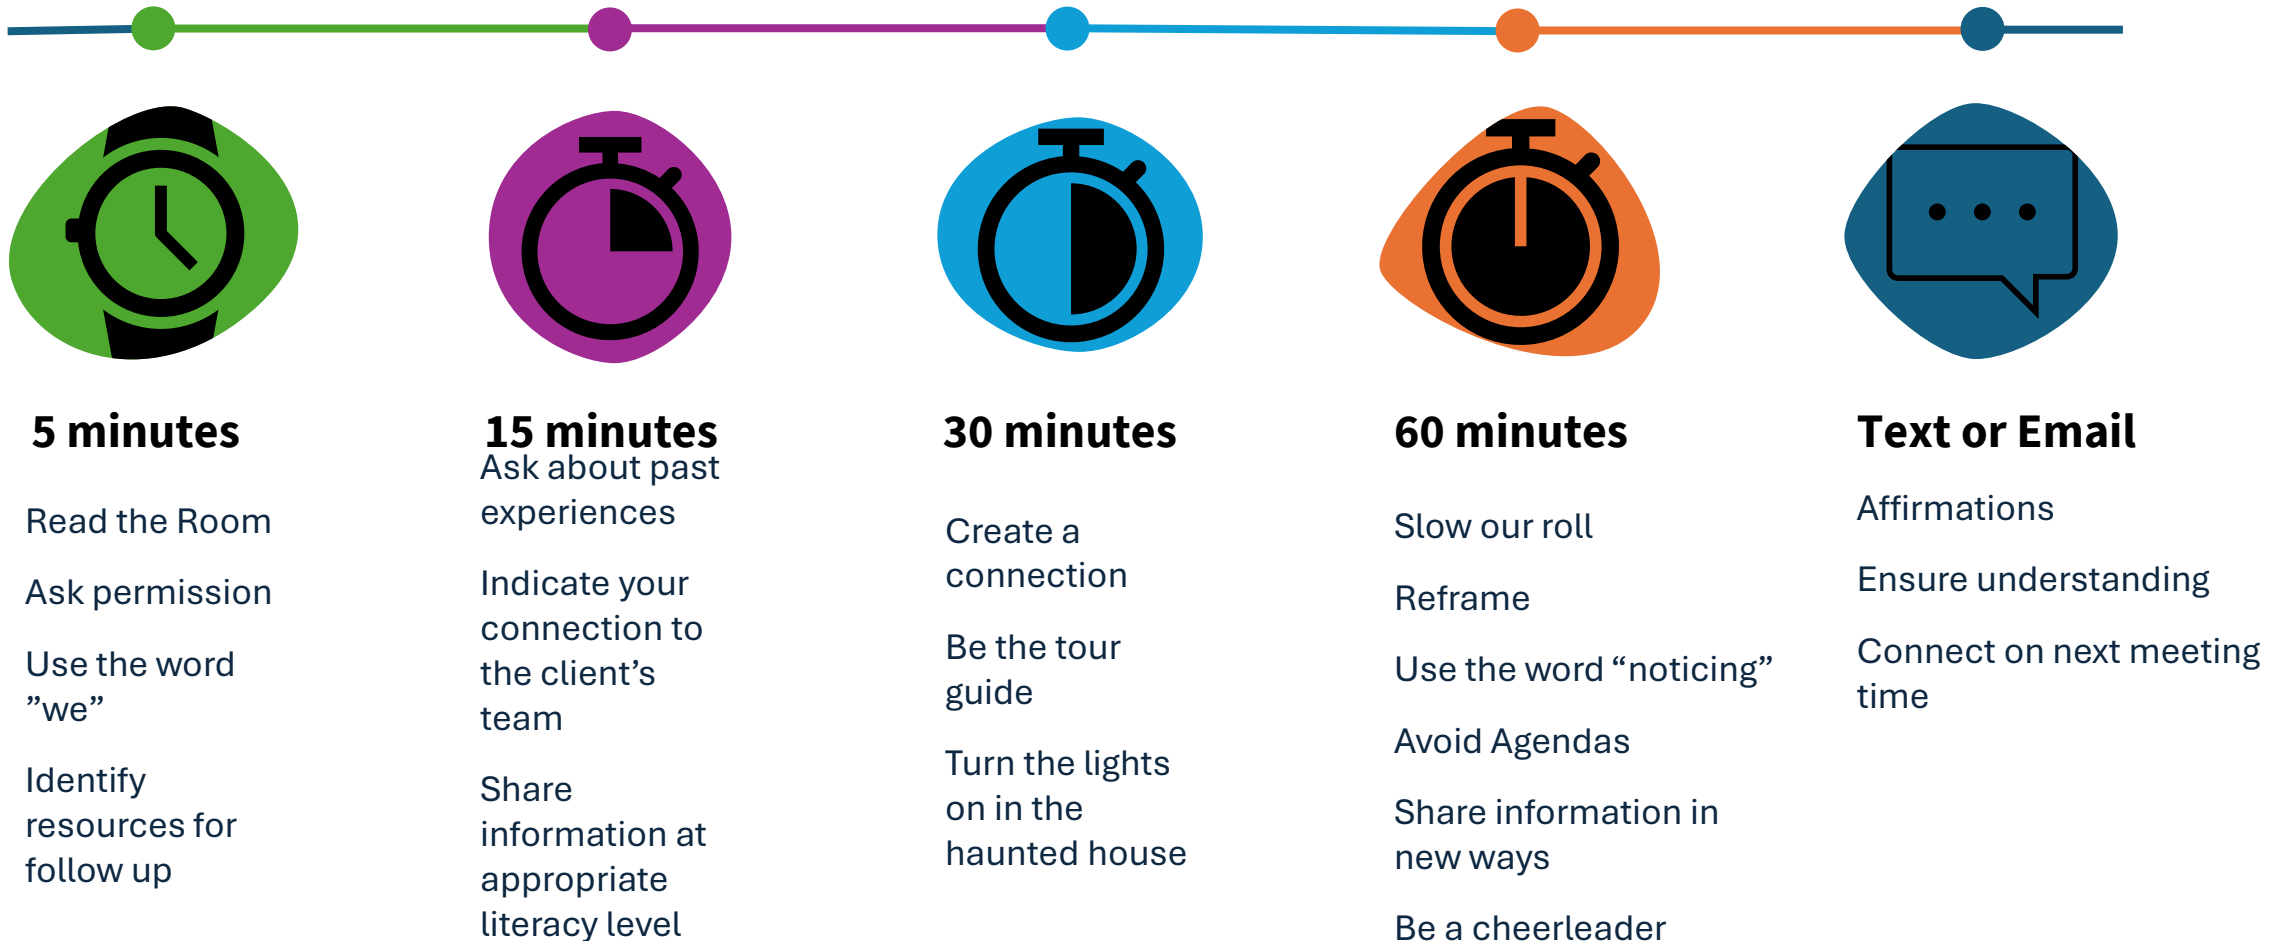 5 minutes
Read the Room
Ask permission
Use the word
”we”
Identify
resources for
follow up
15 minutes
Ask about past
experiences
Indicate your
connection to
the client’s
team
Share
information at
appropriate
literacy level
30 minutes
Create a
connection
Be the tour
guide
Turn the lights
on in the
haunted house
60 minutes
Slow our roll
Reframe
Use the word “noticing”
Avoid Agendas
Share information in
new ways
Be a cheerleader
Text or Email
Affirmations
Ensure understanding
Connect on next meeting
time